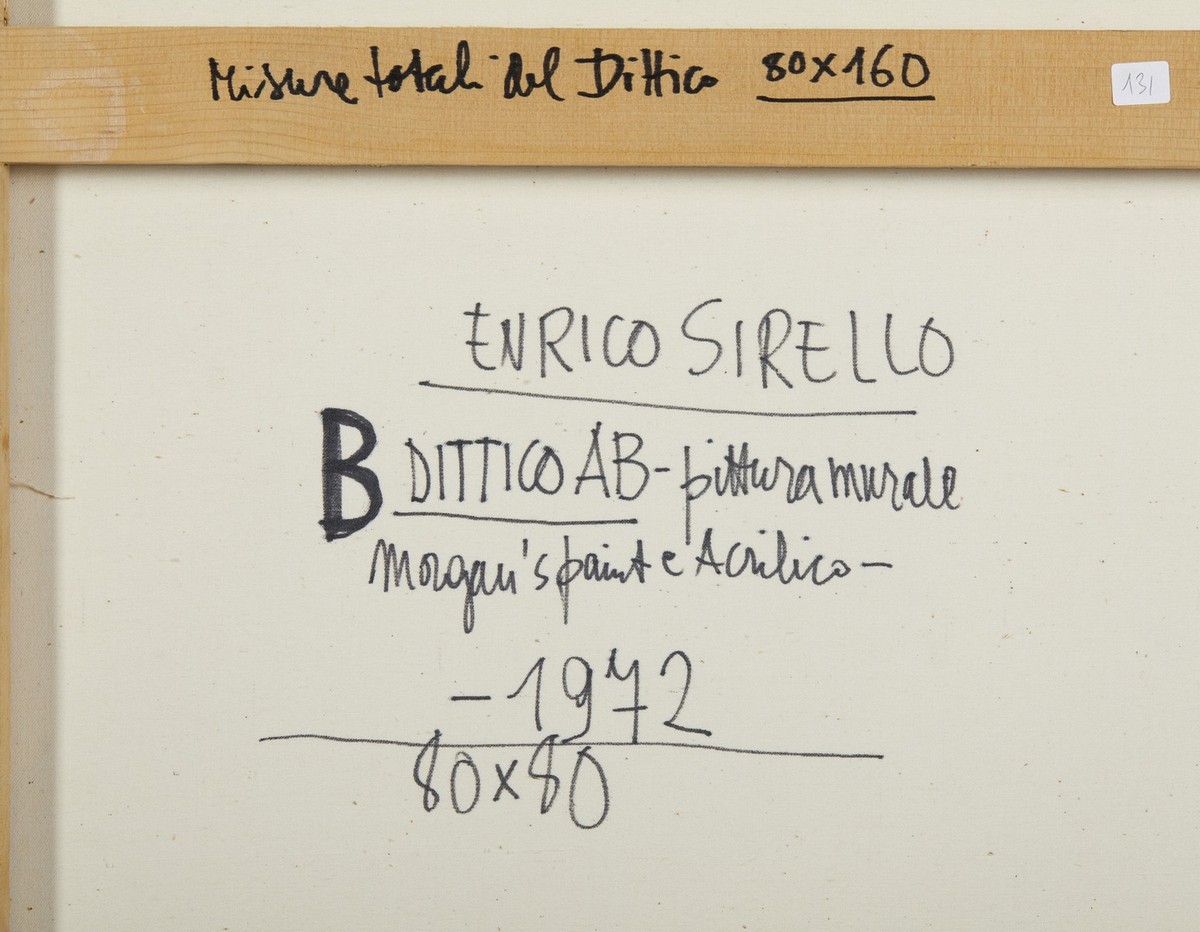 Misure totali del Dittico 80x160
131
ENRICO SIRELLO
B DITTICO AB - pittura murale
Morgan's paint e Acrilico -
- 1972
80x80